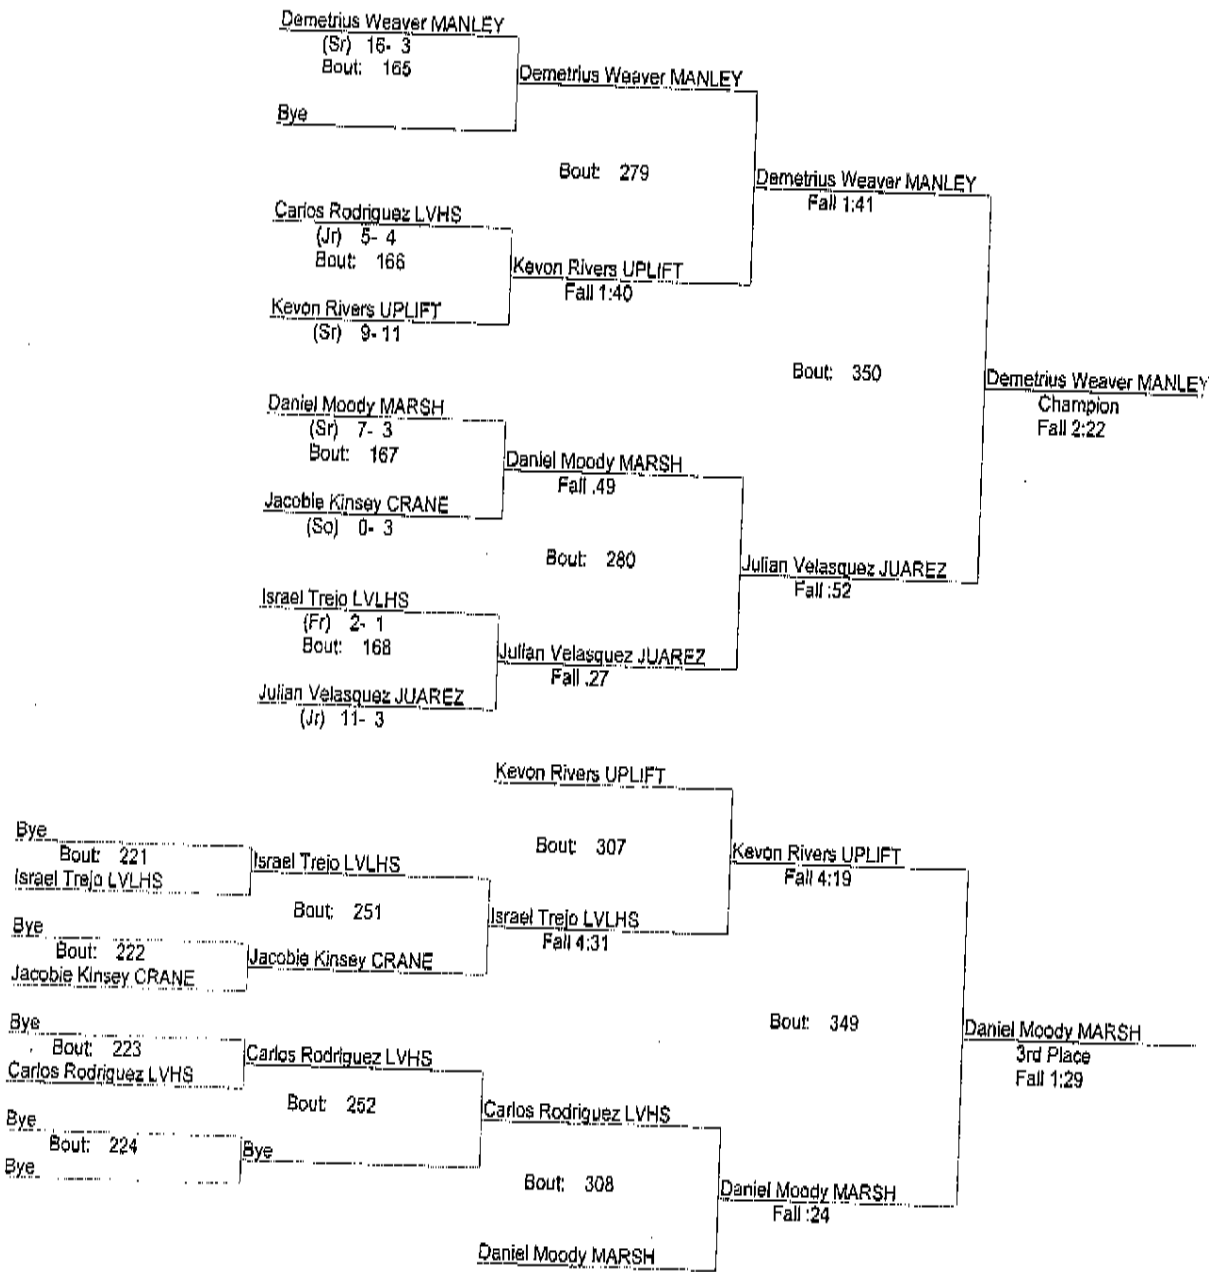 Demetrius Weaver MANLEY
(Sr) 16- 3
Bout: 165
Demetrius Weaver MANLEY
Bye
Bout: 279
Demetrius Weaver MANLEY
Fall 1:41
Carlos Rodriguez LVHS
(Jr) 5- 4
Bout: 166
Kevon Rivers UPLIFT
Fall 1:40
Kevon Rivers UPLIFT
(Sr) 9- 11
Bout: 350
Demetrius Weaver MANLEY
Champion
Fall 2:22
Daniel Moody MARSH
(Sr) 7- 3
Bout: 167
Daniel Moody MARSH
Fall .49
Jacobie Kinsey CRANE
(So) 0- 3
Bout: 280
Julian Velasquez JUAREZ
Fall :52
Israel Trejo LVLHS
(Fr) 2- 1
Bout: 168
Julian Velasquez JUAREZ
Fall .27
Julian Velasquez JUAREZ
(Jr) 11- 3
Kevon Rivers UPLIFT
Bye
Bout: 221
Israel Trejo LVLHS
Israel Trejo LVLHS
Bout: 307
Kevon Rivers UPLIFT
Fall 4:19
Bout: 251
Israel Trejo LVLHS
Fall 4:31
Bye
Bout: 222
Jacobie Kinsey CRANE
Jacobie Kinsey CRANE
Bout: 349
Daniel Moody MARSH
3rd Place
Fall 1:29
Bye
Bout: 223
Carlos Rodriguez LVHS
Carlos Rodriguez LVHS
Bout: 252
Carlos Rodriguez LVHS
Bye
Bout: 224
Bye
Bye
Bout: 308
Daniel Moody MARSH
Fall :24
Daniel Moody MARSH